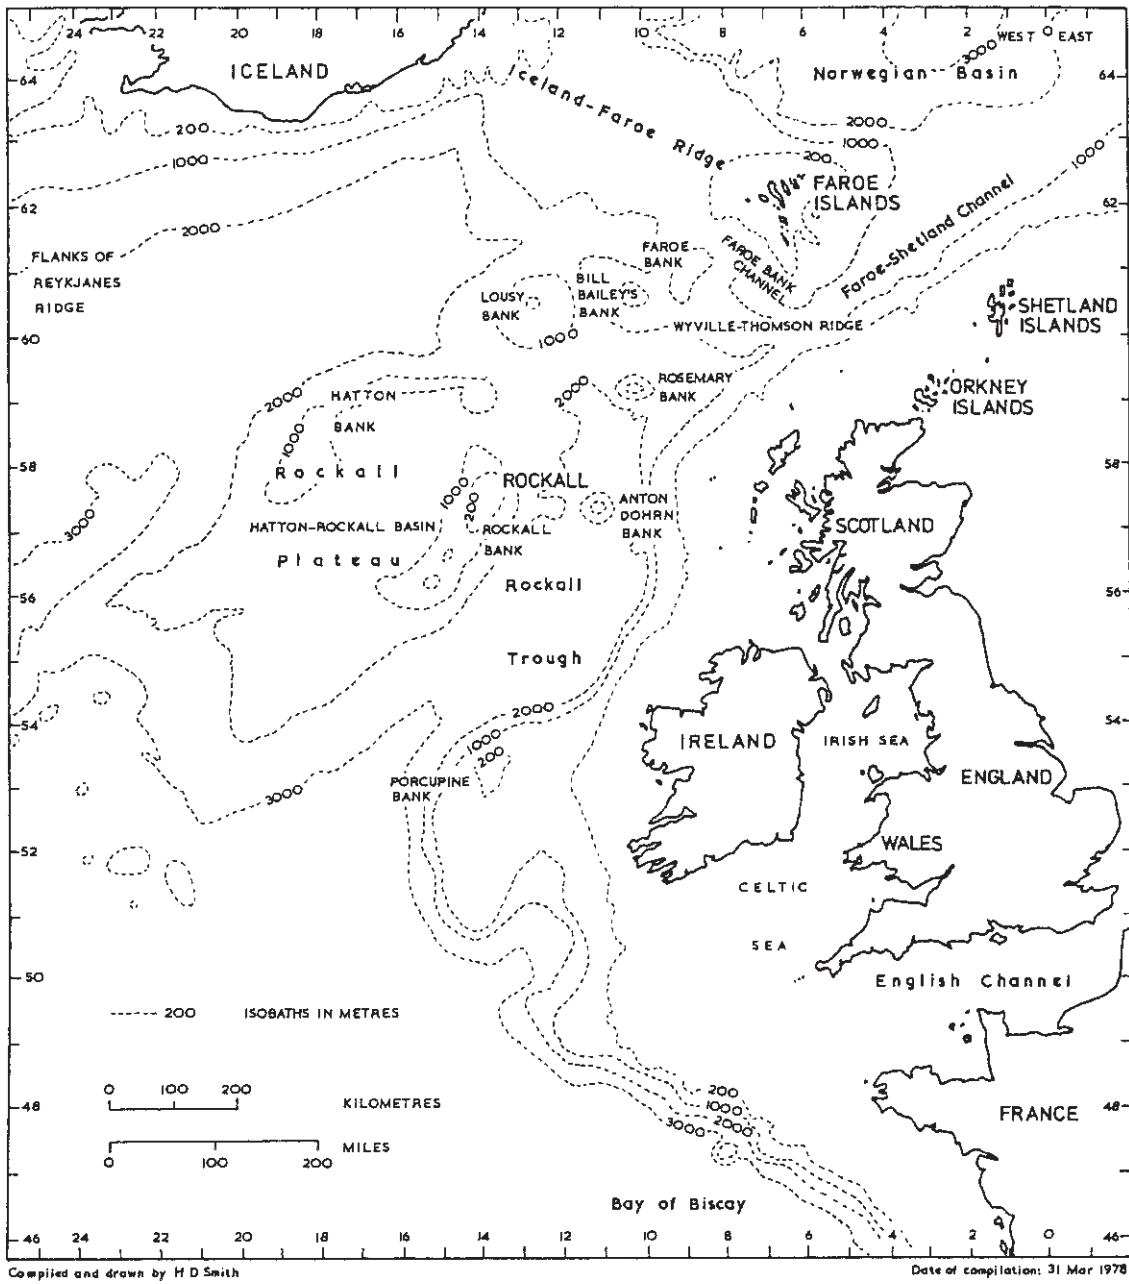 24 22 20 18 16 14 12 10 8 6 4 2 WEST O EAST
ICELAND
3000
64
Norwegian Basin
64
Iceland-Faroe Ridge
200
2000
1000
1000
200
1000
FAROE
ISLANDS
62
62
2000
Faroe-Shetland Channel
FLANKS OF
REYKJANES
RIDGE
FAROE
BANK
FAROE BANK
CHANNEL
BILL
BAILEY'S
BANK
LOUSY
BANK
SHETLAND
ISLANDS
WYVILLE-THOMSON RIDGE
1000
60
ROSEMARY
BANK
2000
2000
HATTON
BANK
ORKNEY
ISLANDS
1000
58
58
Rockall
ROCKALL
1000
200
3000
ANTON
DOHRN
BANK
HATTON-ROCKALL BASIN
ROCKALL
BANK
SCOTLAND
Plateau
Rockall
56
56
Trough
2000
54
54
1000
200
IRELAND
IRISH SEA
PORCUPINE
BANK
ENGLAND
3000
52
WALES
CELTIC
SEA
50
English Channel
200 ISOBATHS IN METRES
0 100 200
KILOMETRES
48
200
1000
2000
3000
48
FRANCE
MILES
0 100 200
Bay of Biscay
46
46
24 22 20 18 16 14 12 10 8 6 4 2 0
Compiled and drawn by H D Smith
Date of compilation: 31 Mar 1978